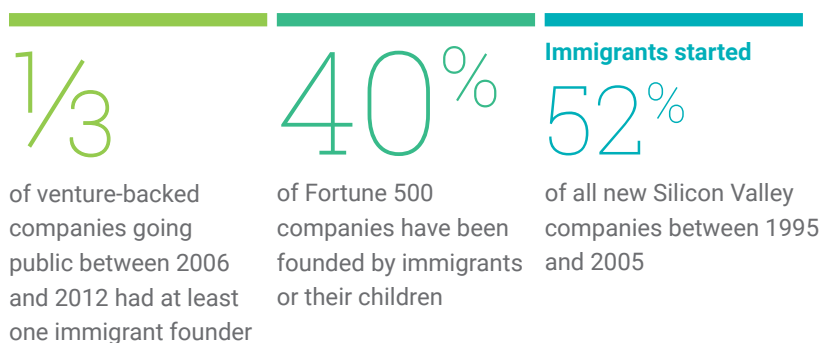 1/3
of venture-backed
companies going
public between 2006
and 2012 had at least
one immigrant founder
40%
of Fortune 500
companies have been
founded by immigrants
or their children
Immigrants started
52%
of all new Silicon Valley
companies between 1995
and 2005